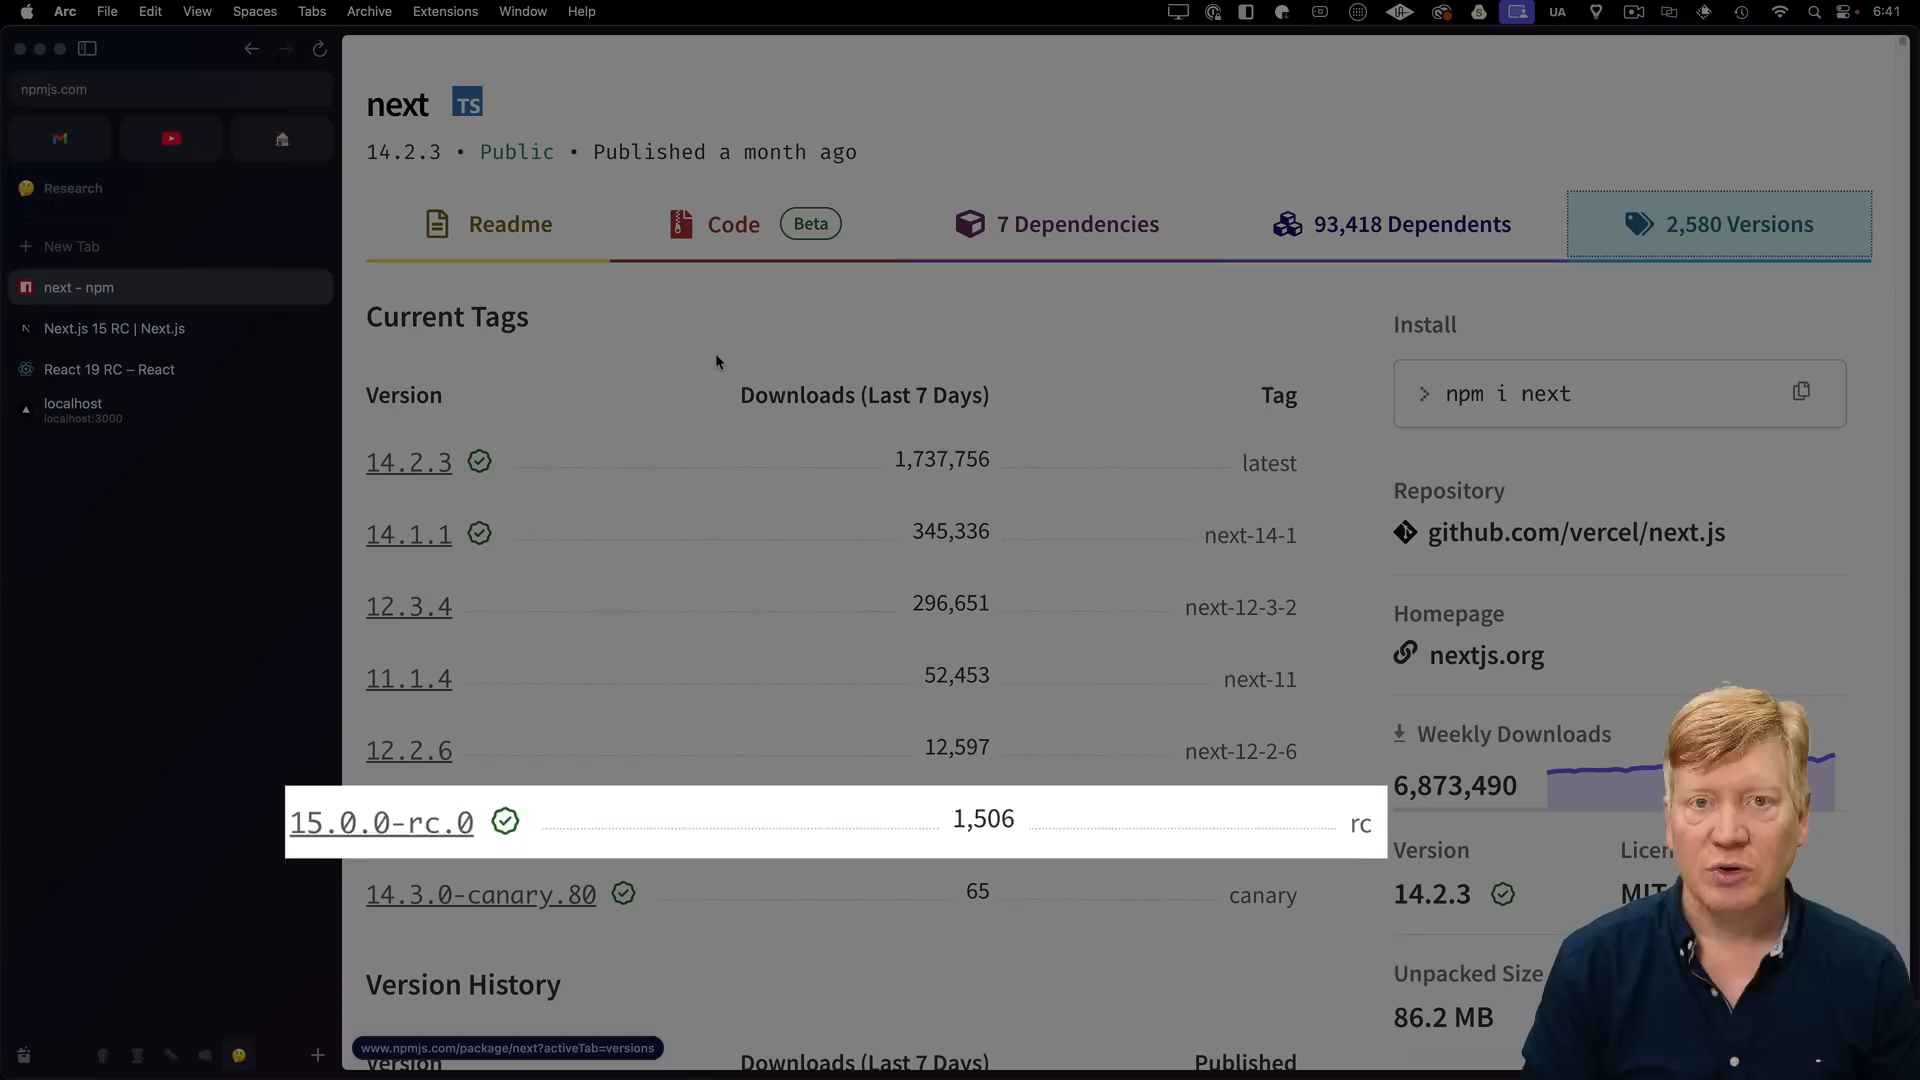 Arc File Edit View Spaces Tabs Archive Extensions Window Help
UA 6:41
npmjs.com
Research
New Tab
next - npm
Next.js 15 RC | Next.js
React 19 RC – React
localhost
localhost:3000
next TS
14.2.3 • Public • Published a month ago
Readme
Code Beta
7 Dependencies
93,418 Dependents
2,580 Versions
Current Tags
Version Downloads (Last 7 Days) Tag
14.2.3 1,737,756 latest
14.1.1 345,336 next-14-1
12.3.4 296,651 next-12-3-2
11.1.4 52,453 next-11
12.2.6 12,597 next-12-2-6
15.0.0-rc.0 1,506 rc
14.3.0-canary.80 65 canary
Version History
Version Downloads (Last 7 Days) Published
www.npmjs.com/package/next?activeTab=versions
Install
> npm i next
Repository
github.com/vercel/next.js
Homepage
nextjs.org
Weekly Downloads
6,873,490
Version
14.2.3
Licen
MIT
Unpacked Size
86.2 MB